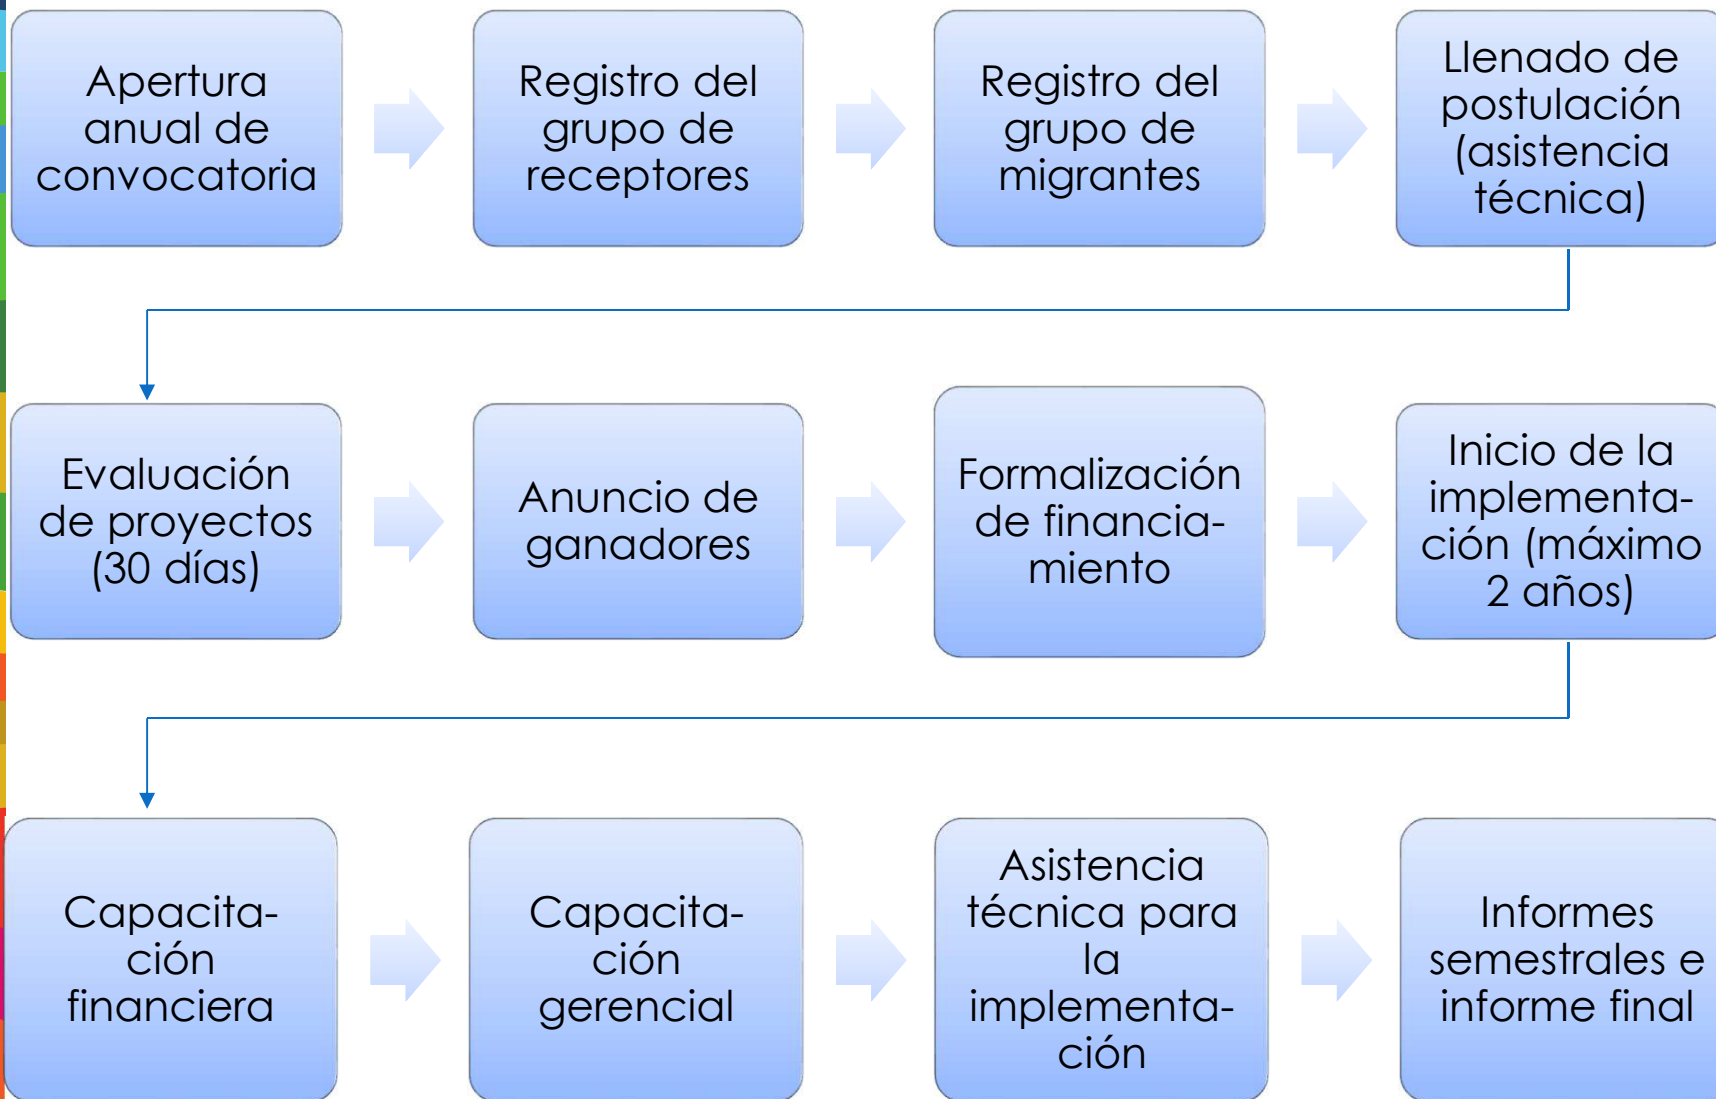 Apertura
anual de
convocatoria
Registro del
grupo de
receptores
Registro del
grupo de
migrantes
Llenado de
postulación
(asistencia
técnica)
Evaluación
de proyectos
(30 días)
Anuncio de
ganadores
Formalización
de financia-
miento
Inicio de la
implementa-
ción (máximo
2 años)
Capacita-
ción
financiera
Capacita-
ción
gerencial
Asistencia
técnica para
la
implementa-
ción
Informes
semestrales e
informe final